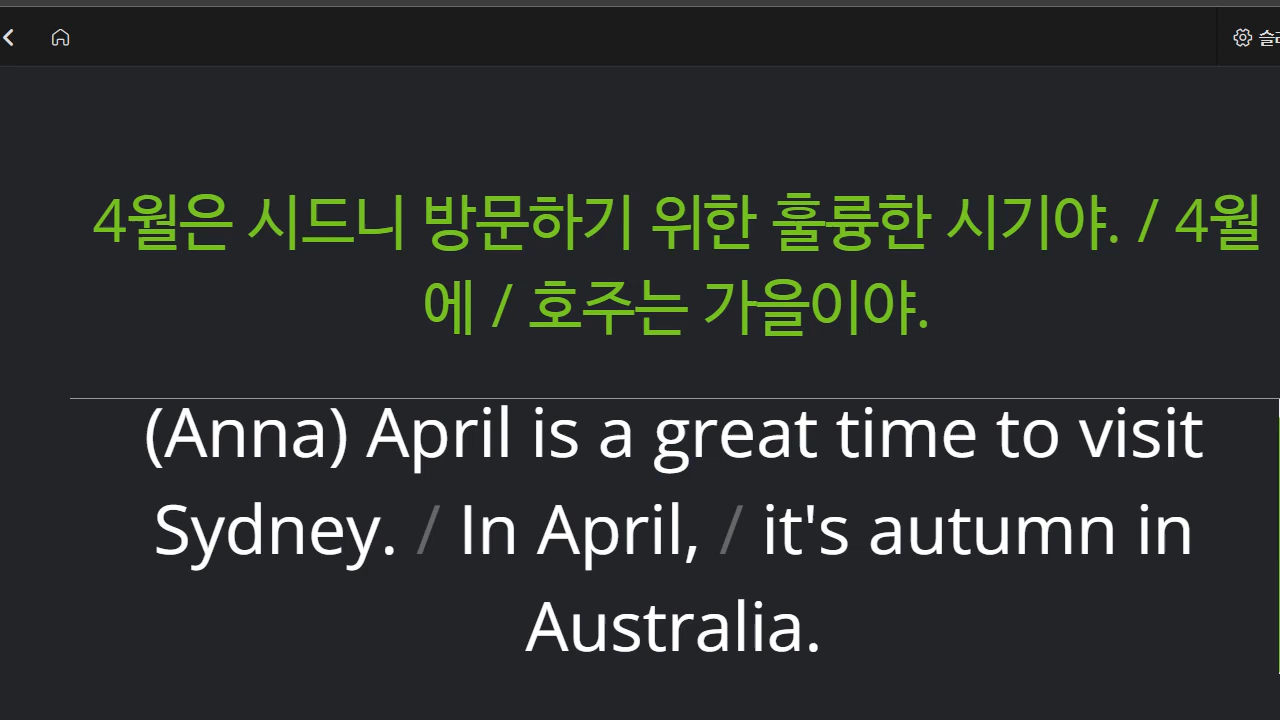 4월은 시드니 방문하기 위한 훌륭한 시기야. / 4월
에 / 호주는 가을이야.
(Anna) April is a great time to visit
Sydney. / In April, / it's autumn in
Australia.